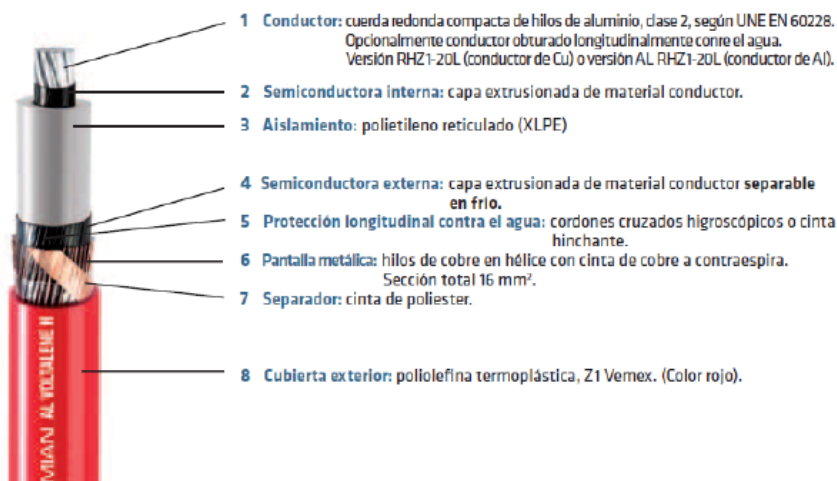 1 Conductor: cuerda redonda compacta de hilos de aluminio, clase 2, según UNE EN 60228.
Opcionalmente conductor obturado longitudinalmente conre el agua.
Versión RHZ1-20L (conductor de Cu) o versión AL RHZ1-20L (conductor de Al).
2 Semiconductora interna: capa extrusionada de material conductor.
3 Aislamiento: polietileno reticulado (XLPE)
4 Semiconductora externa: capa extrusionada de material conductor separable
en frío.
5 Protección longitudinal contra el agua: cordones cruzados higroscópicos o cinta
hinchante.
6 Pantalla metálica: hilos de cobre en hélice con cinta de cobre a contraespira.
Sección total 16 mm².
7 Separador: cinta de poliester.
8 Cubierta exterior: poliolefina termoplástica, Z1 Vemex. (Color rojo).
MIAN AL VOLTALENE H